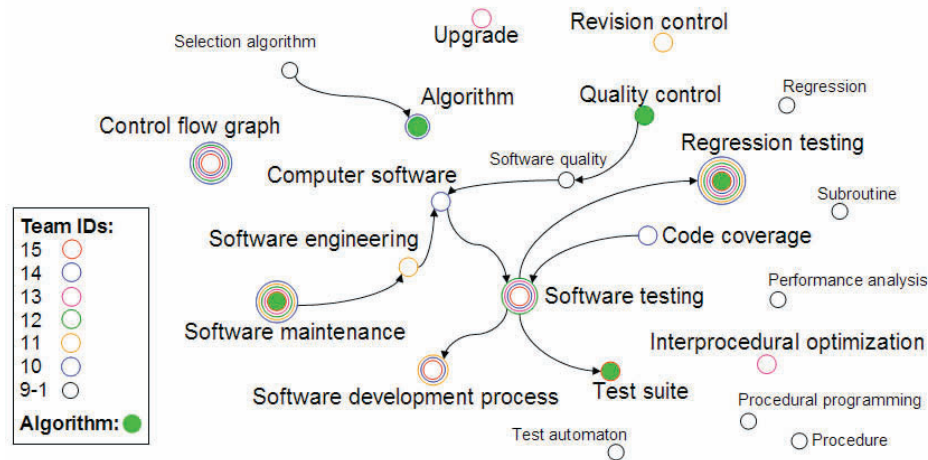 Upgrade
Revision control
Selection algorithm
Algorithm
Quality control
Regression
Control flow graph
Regression testing
Software quality
Computer software
Subroutine
Software engineering
Code coverage
Performance analysis
Software testing
Software maintenance
Interprocedural optimization
Software development process
Test suite
Procedural programming
Test automaton
Procedure
Team IDs:
15
14
13
12
11
10
9-1
Algorithm: